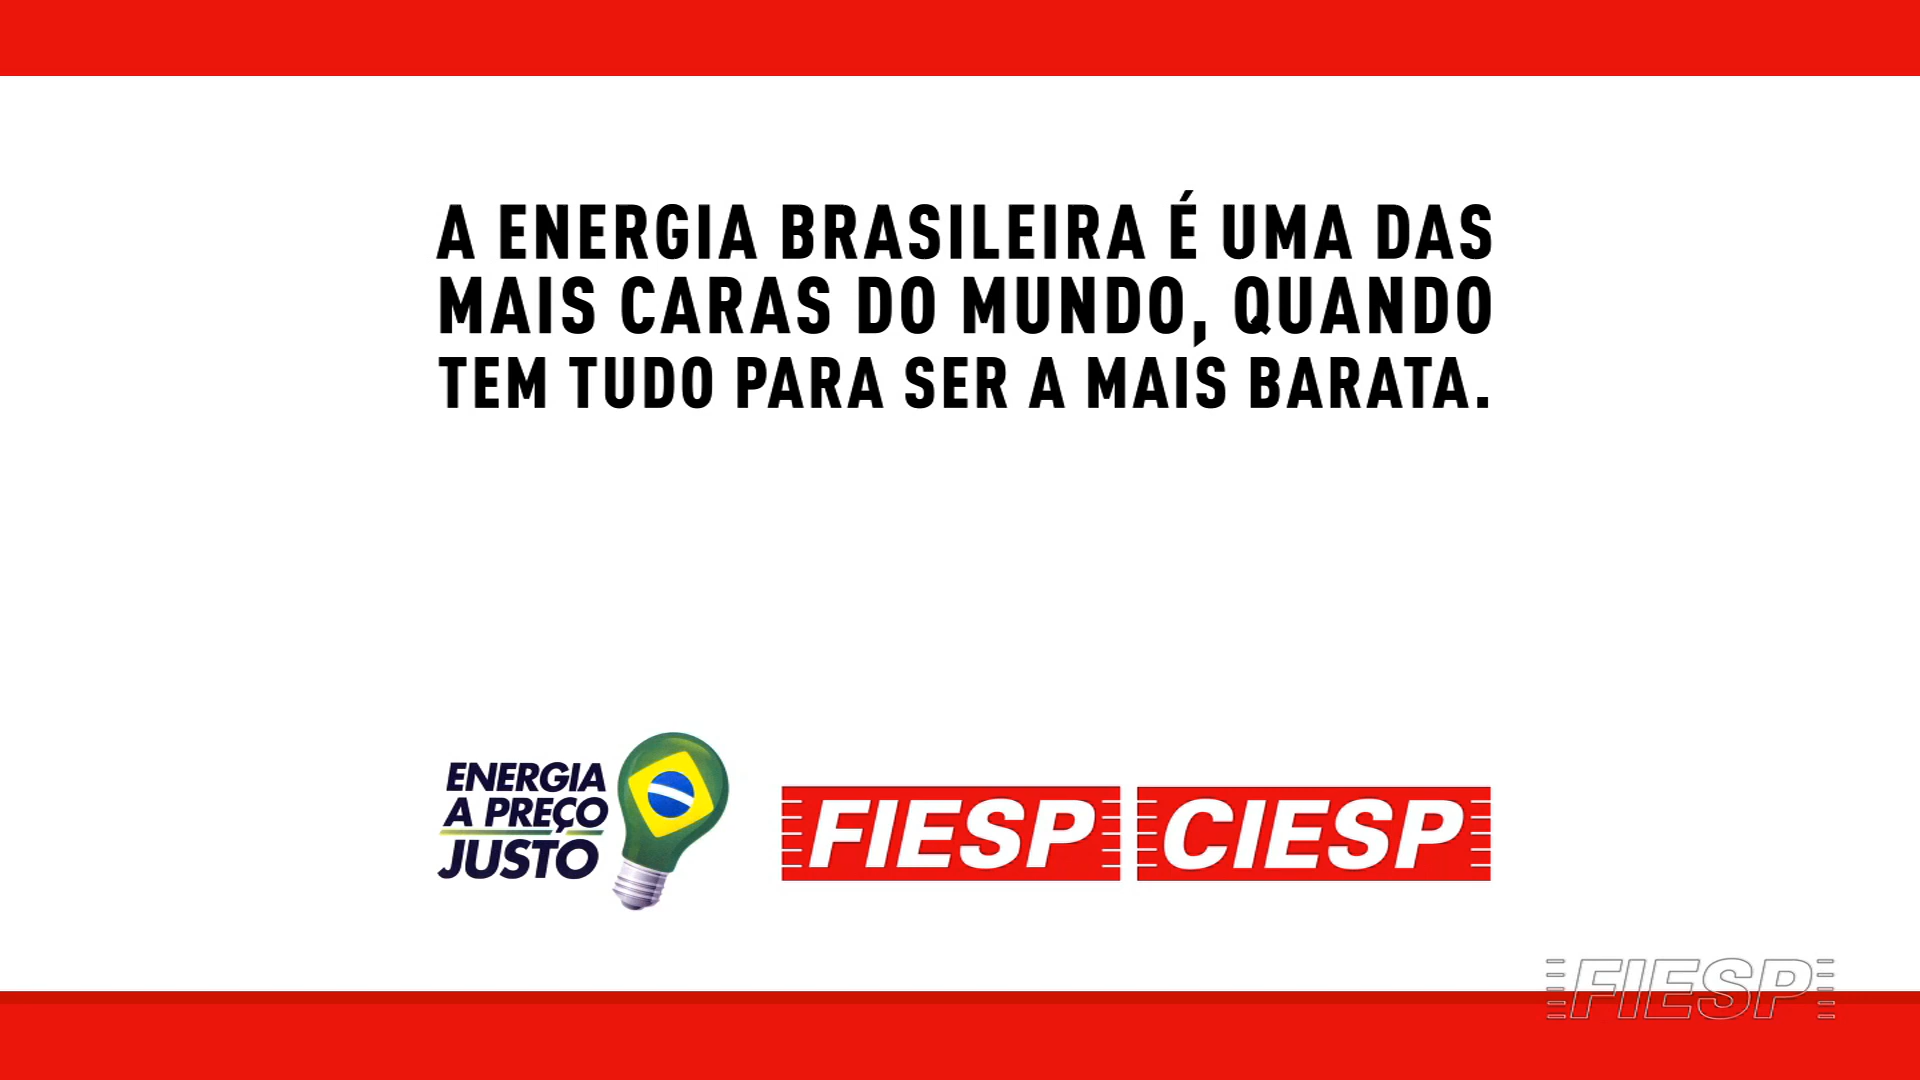 A ENERGIA BRASILEIRA É UMA DAS
MAIS CARAS DO MUNDO, QUANDO
TEM TUDO PARA SER A MAIS BARATA.
ENERGIA
A PREÇO
JUSTO
FIESP CIESP
FIESP